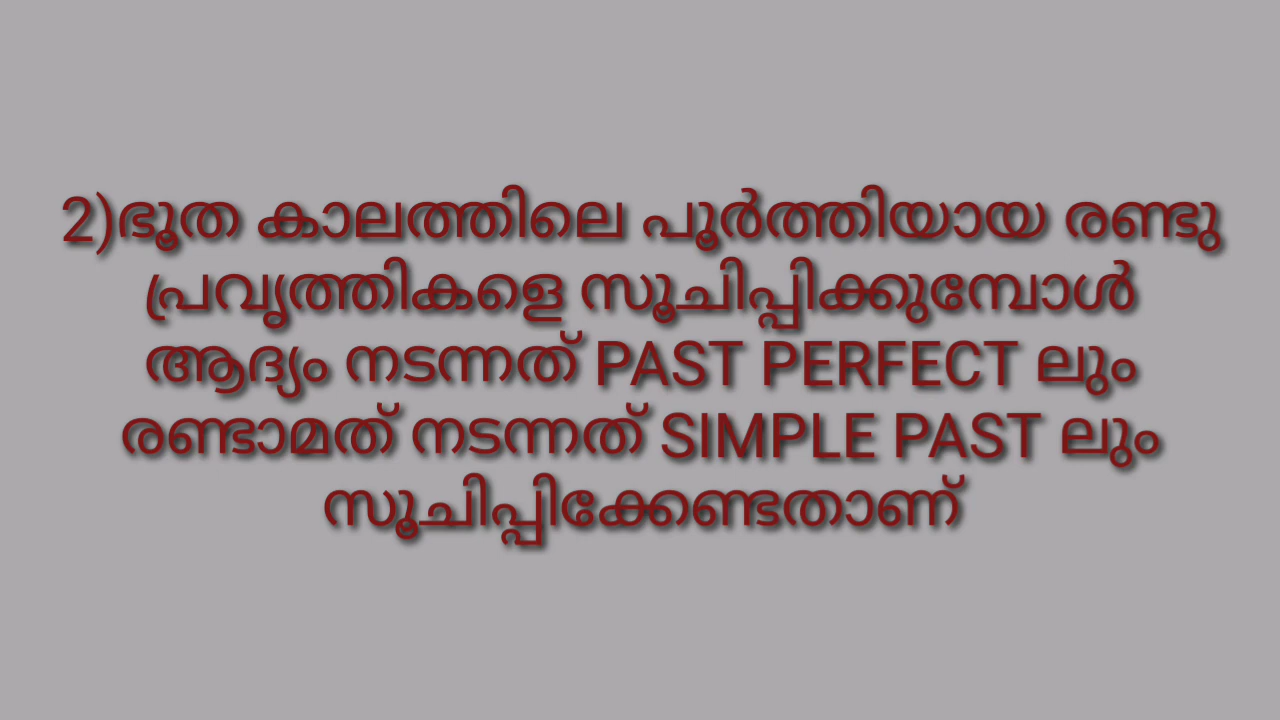 2)ഭൂത കാലത്തിലെ പൂർത്തിയായ രണ്ടു
പ്രവൃത്തികളെ സൂചിപ്പിക്കുമ്പോൾ
ആദ്യം നടന്നത് PAST PERFECT ലും
രണ്ടാമത് നടന്നത് SIMPLE PAST ലും
സൂചിപ്പിക്കേണ്ടതാണ്